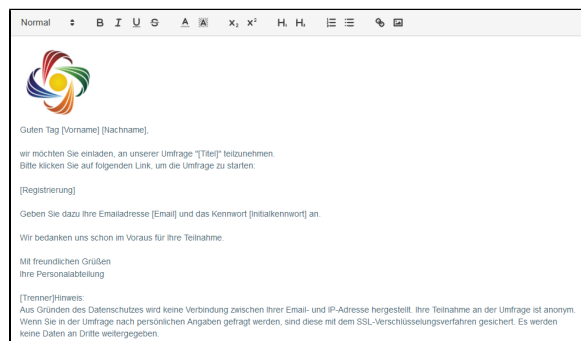 Normal B I U S A A X₂ X² H₁ H₂
Guten Tag [Vorname] [Nachname],
wir möchten Sie einladen, an unserer Umfrage "[Titel]" teilzunehmen.
Bitte klicken Sie auf folgenden Link, um die Umfrage zu starten:
[Registrierung]
Geben Sie dazu Ihre Emailadresse [Email] und das Kennwort [Initialkennwort] an.
Wir bedanken uns schon im Voraus für Ihre Teilnahme.
Mit freundlichen Grüßen
Ihre Personalabteilung
[Trenner]Hinweis:
Aus Gründen des Datenschutzes wird keine Verbindung zwischen Ihrer Email- und IP-Adresse hergestellt. Ihre Teilnahme an der Umfrage ist anonym.
Wenn Sie in der Umfrage nach persönlichen Angaben gefragt werden, sind diese mit dem SSL-Verschlüsselungsverfahren gesichert. Es werden
keine Daten an Dritte weitergegeben.